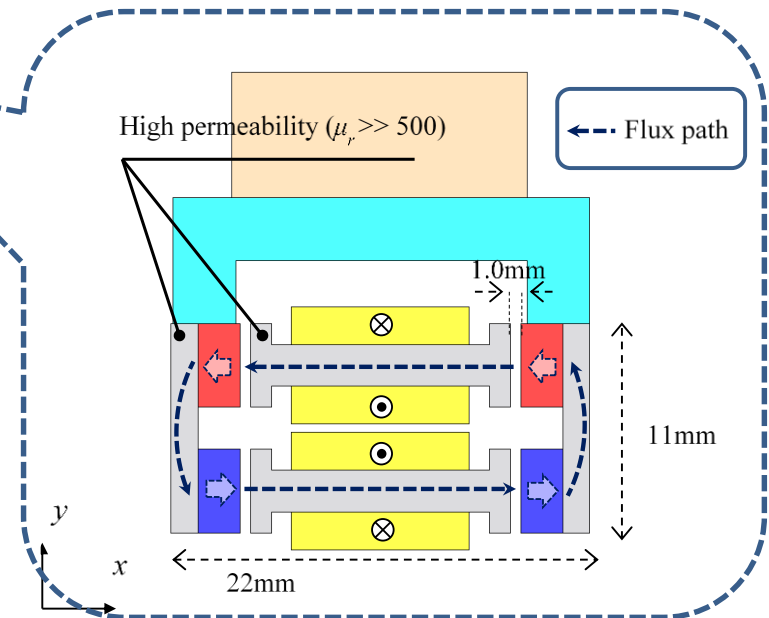 High permeability (μr >> 500)
Flux path
1.0mm
11mm
y
x
22mm